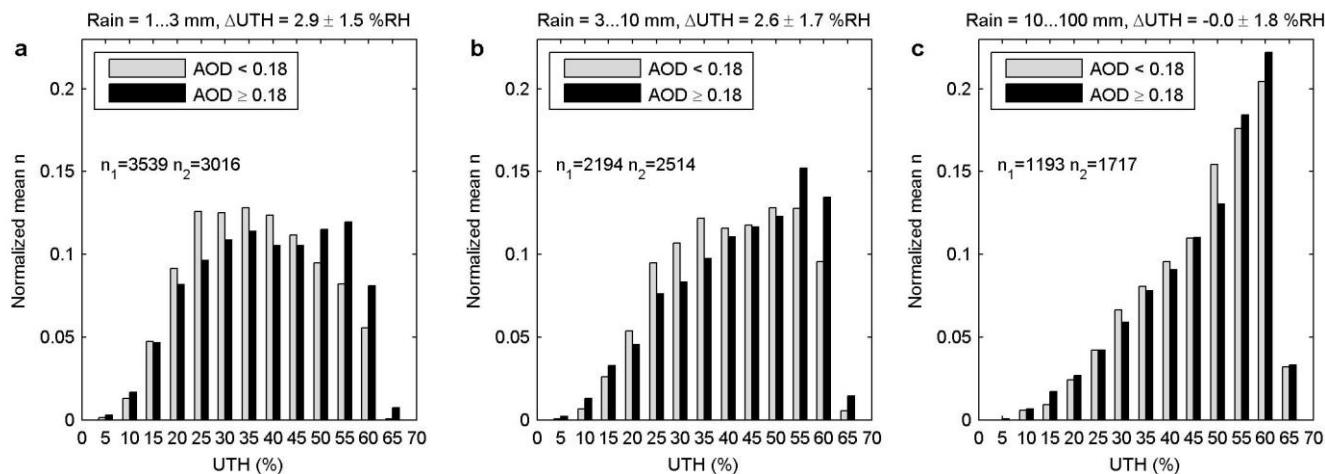 Rain = 1...3 mm, ΔUTH = 2.9 ± 1.5 %RH
a
AOD < 0.18
AOD ≥ 0.18
n1=3539 n2=3016
Normalized mean n
0.2
0.15
0.1
0.05
0
0 5 10 15 20 25 30 35 40 45 50 55 60 65 70
UTH (%)
Rain = 3...10 mm, ΔUTH = 2.6 ± 1.7 %RH
b
AOD < 0.18
AOD ≥ 0.18
n1=2194 n2=2514
Normalized mean n
0.2
0.15
0.1
0.05
0
0 5 10 15 20 25 30 35 40 45 50 55 60 65 70
UTH (%)
Rain = 10...100 mm, ΔUTH = -0.0 ± 1.8 %RH
c
AOD < 0.18
AOD ≥ 0.18
n1=1193 n2=1717
Normalized mean n
0.2
0.15
0.1
0.05
0
0 5 10 15 20 25 30 35 40 45 50 55 60 65 70
UTH (%)